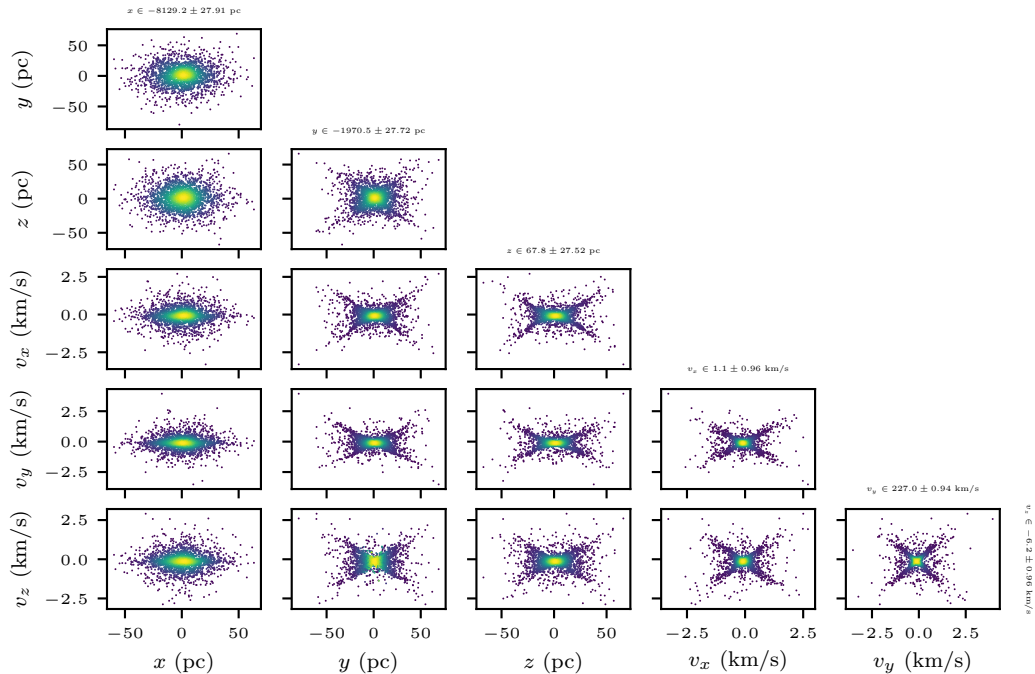 x ∈ −8129.2 ± 27.91 pc
y (pc)
50
0
−50
y ∈ −1970.5 ± 27.72 pc
z (pc)
50
0
−50
z ∈ 67.8 ± 27.52 pc
v_x (km/s)
2.5
0.0
−2.5
v_x ∈ 1.1 ± 0.96 km/s
v_y (km/s)
2.5
0.0
−2.5
v_y ∈ 227.0 ± 0.94 km/s
v_z (km/s)
2.5
0.0
−2.5
v_z ∈ −6.2 ± 0.96 km/s
−50 0 50 −50 0 50 −50 0 50 −2.5 0.0 2.5 −2.5 0.0 2.5
x (pc) y (pc) z (pc) v_x (km/s) v_y (km/s)